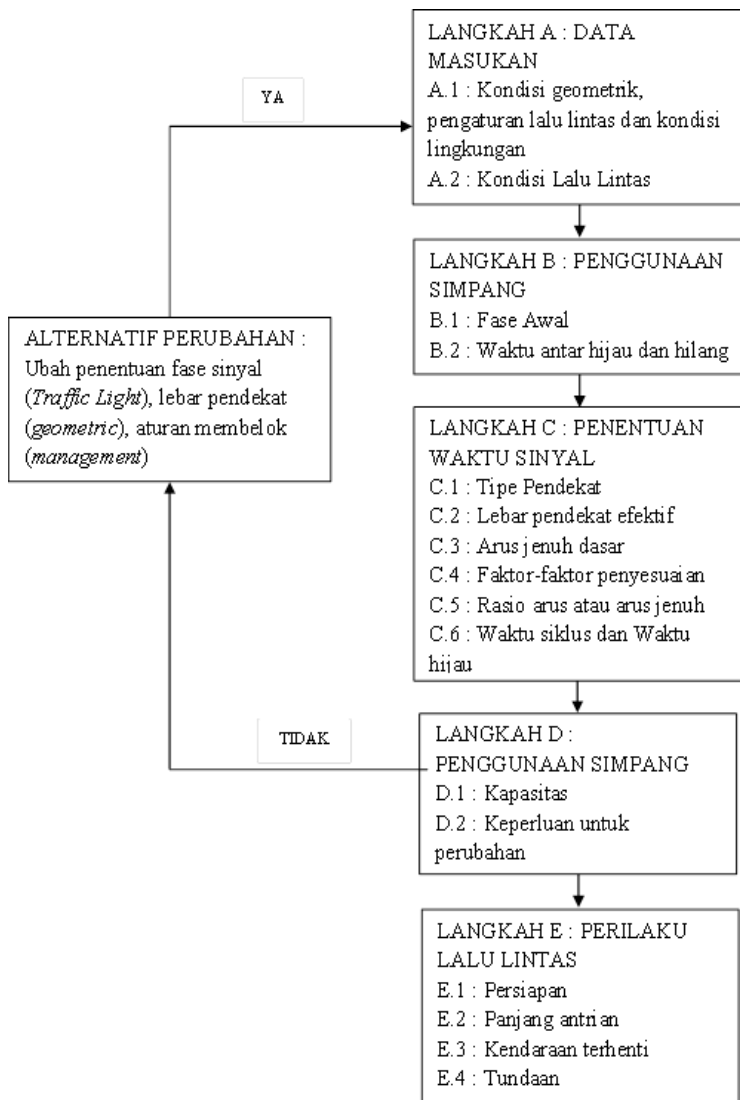 LANGKAH A : DATA
MASUKAN
A.1 : Kondisi geometrik,
pengaturan lalu lintas dan kondisi
lingkungan
A.2 : Kondisi Lalu Lintas
YA
LANGKAH B : PENGGUNAAN
SIMPANG
B.1 : Fase Awal
B.2 : Waktu antar hijau dan hilang
ALTERNATIF PERUBAHAN :
Ubah penentuan fase sinyal
(Traffic Light), lebar pendekat
(geometric), aturan membelok
(management)
LANGKAH C : PENENTUAN
WAKTU SINYAL
C.1 : Tipe Pendekat
C.2 : Lebar pendekat efektif
C.3 : Arus jenuh dasar
C.4 : Faktor-faktor penyesuaian
C.5 : Rasio arus atau arus jenuh
C.6 : Waktu siklus dan Waktu
hijau
TIDAK
LANGKAH D :
PENGGUNAAN SIMPANG
D.1 : Kapasitas
D.2 : Keperluan untuk
perubahan
LANGKAH E : PERILAKU
LALU LINTAS
E.1 : Persiapan
E.2 : Panjang antrian
E.3 : Kendaraan terhenti
E.4 : Tundaan